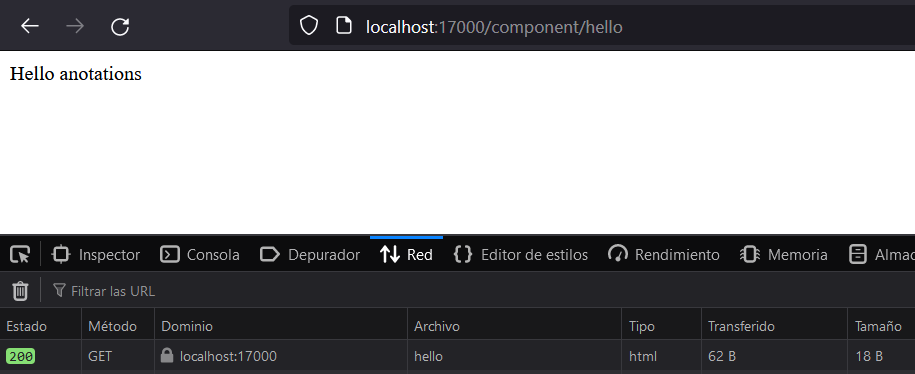 localhost:17000/component/hello
Hello anotations
Inspector Consola Depurador Red Editor de estilos Rendimiento Memoria Almac
Filtrar las URL
Estado Método Dominio Archivo Tipo Transferido Tamaño
200 GET localhost:17000 hello html 62 B 18 B